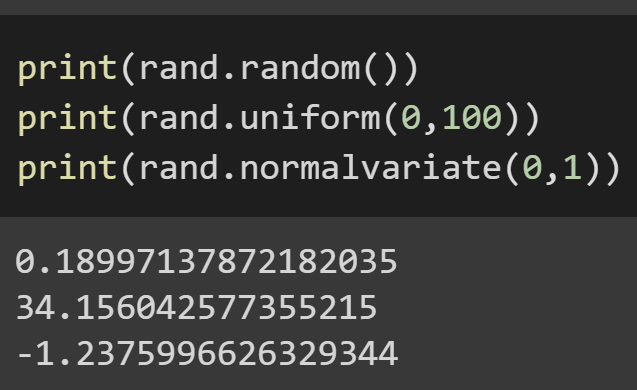 print(rand.random())
print(rand.uniform(0,100))
print(rand.normalvariate(0,1))
0.18997137872182035
34.156042577355215
-1.2375996626329344